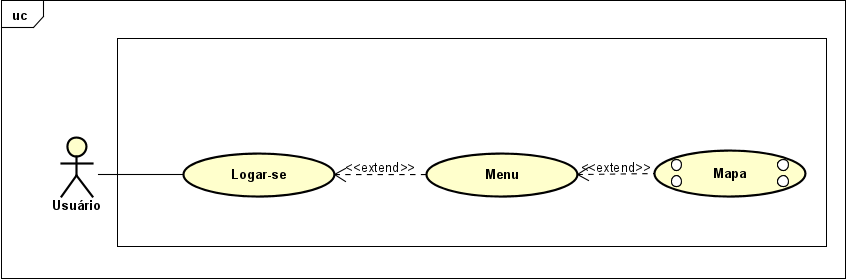 uc
Usuário
Logar-se
<<extend>>
Menu
<<extend>>
Mapa